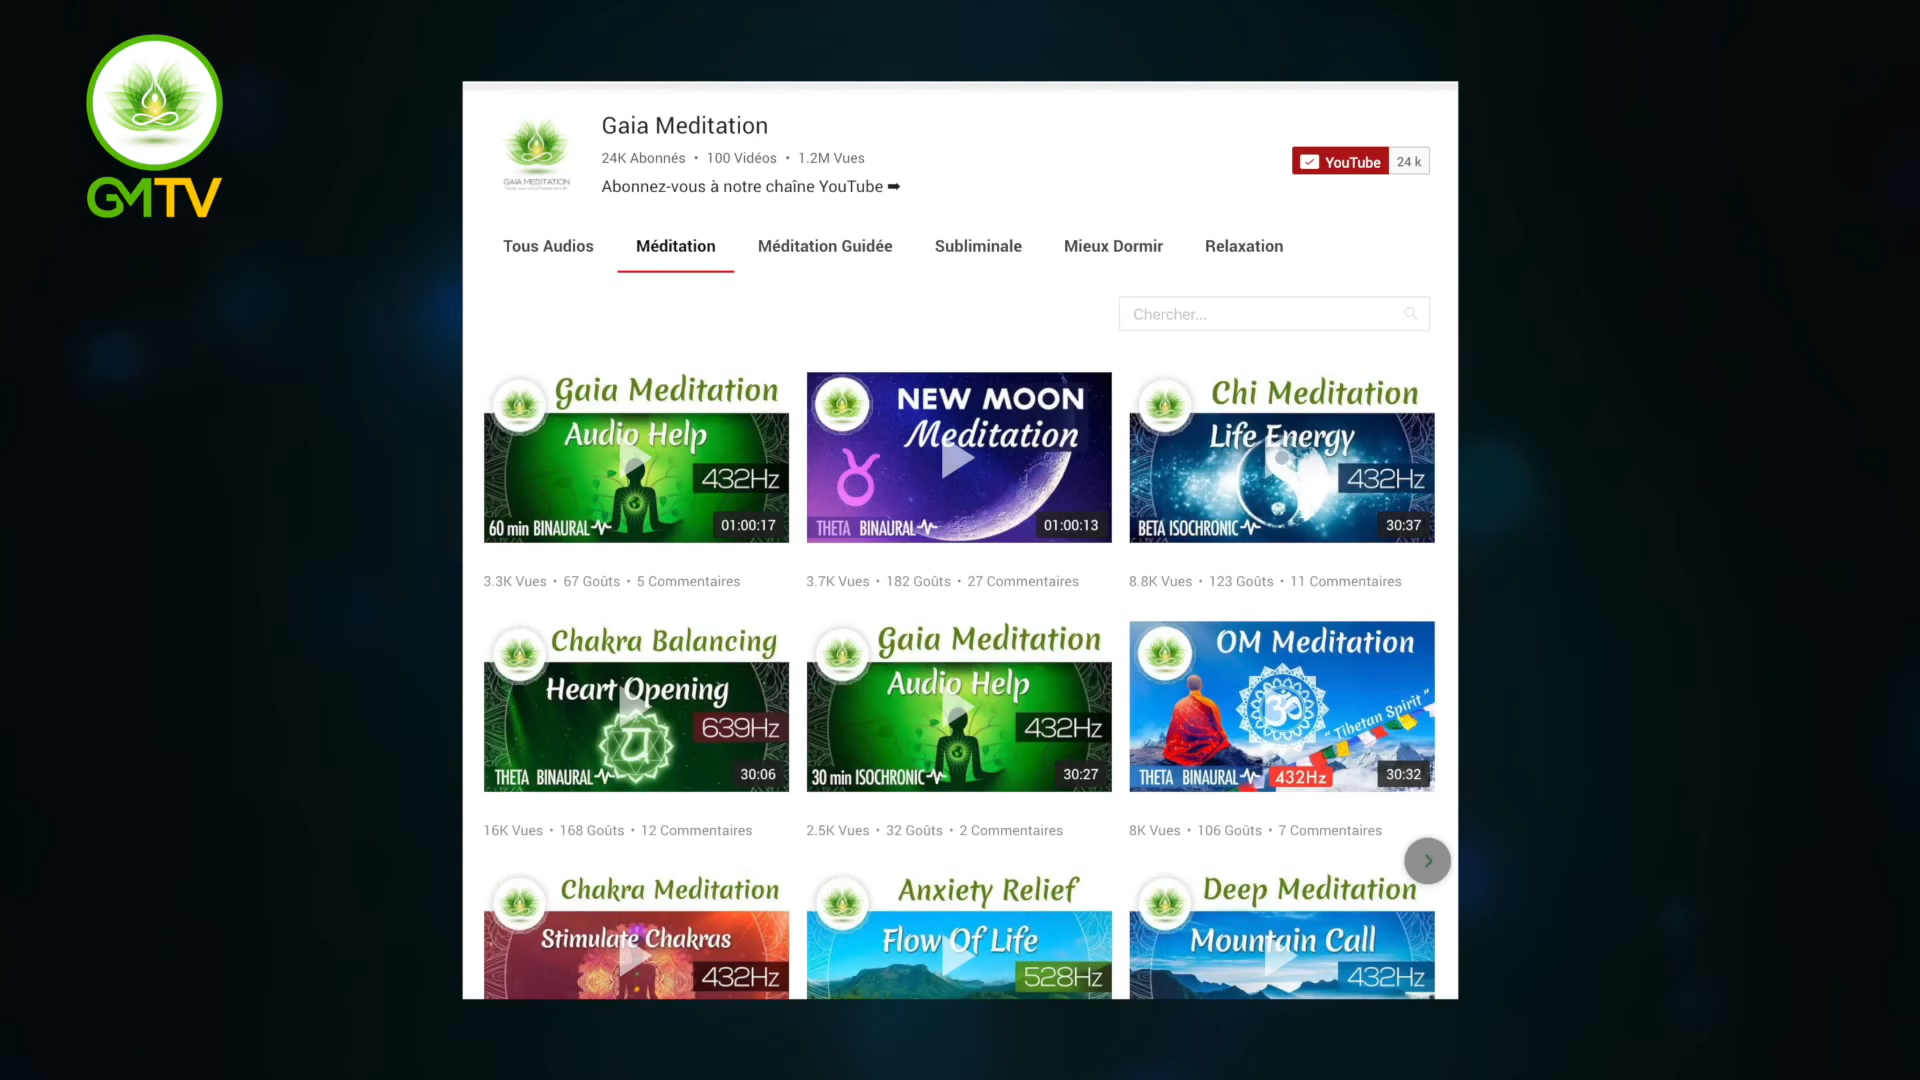 GMTV
Gaia Meditation
24K Abonnés • 100 Vidéos • 1.2M Vues
Abonnez-vous à notre chaîne YouTube ➡
GAIA MEDITATION
YouTube 24 k
Tous Audios Méditation Méditation Guidée Subliminale Mieux Dormir Relaxation
Chercher...
Gaia Meditation
Audio Help
432Hz
60 min BINAURAL
01:00:17
NEW MOON
Meditation
THETA BINAURAL
01:00:13
Chi Meditation
Life Energy
432Hz
BETA ISOCHRONIC
30:37
3.3K Vues • 67 Goûts • 5 Commentaires
3.7K Vues • 182 Goûts • 27 Commentaires
8.8K Vues • 123 Goûts • 11 Commentaires
Chakra Balancing
Heart Opening
639Hz
THETA BINAURAL
30:06
Gaia Meditation
Audio Help
432Hz
30 min ISOCHRONIC
30:27
OM Meditation
ॐ
"Tibetan Spirit"
THETA BINAURAL
432Hz
30:32
16K Vues • 168 Goûts • 12 Commentaires
2.5K Vues • 32 Goûts • 2 Commentaires
8K Vues • 106 Goûts • 7 Commentaires
Chakra Meditation
Stimulate Chakras
432Hz
Anxiety Relief
Flow Of Life
528Hz
Deep Meditation
Mountain Call
432Hz